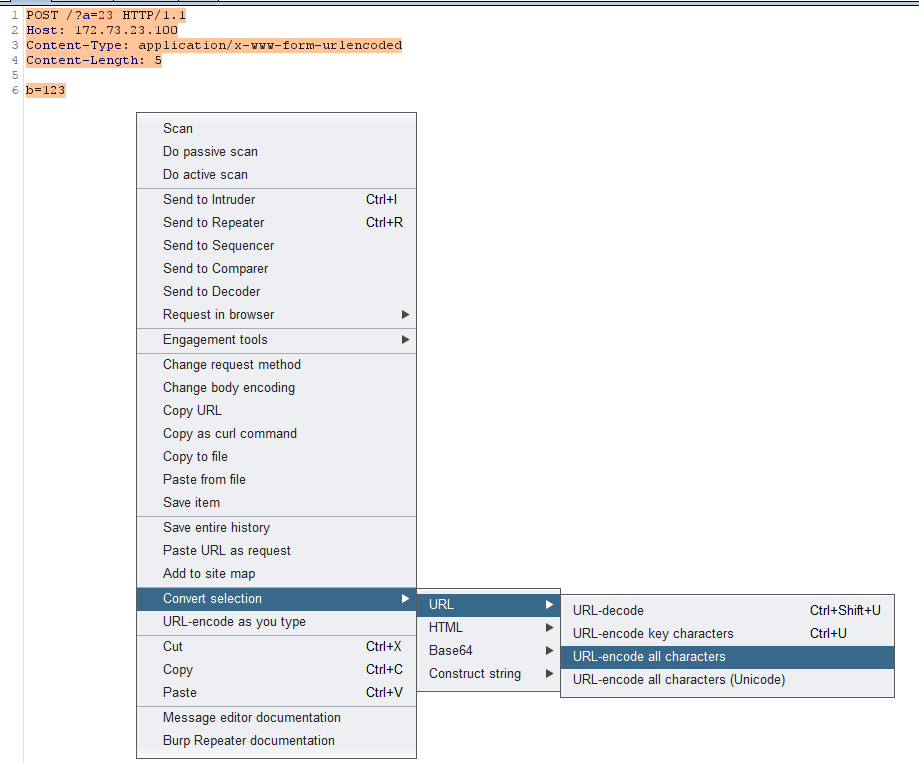 1 POST /?a=23 HTTP/1.1
2 Host: 172.73.23.100
3 Content-Type: application/x-www-form-urlencoded
4 Content-Length: 5
5
6 b=123
Scan
Do passive scan
Do active scan
Send to Intruder Ctrl+I
Send to Repeater Ctrl+R
Send to Sequencer
Send to Comparer
Send to Decoder
Request in browser
Engagement tools
Change request method
Change body encoding
Copy URL
Copy as curl command
Copy to file
Paste from file
Save item
Save entire history
Paste URL as request
Add to site map
Convert selection
URL-encode as you type
Cut Ctrl+X
Copy Ctrl+C
Paste Ctrl+V
Message editor documentation
Burp Repeater documentation
URL
HTML
Base64
Construct string
URL-decode Ctrl+Shift+U
URL-encode key characters Ctrl+U
URL-encode all characters
URL-encode all characters (Unicode)